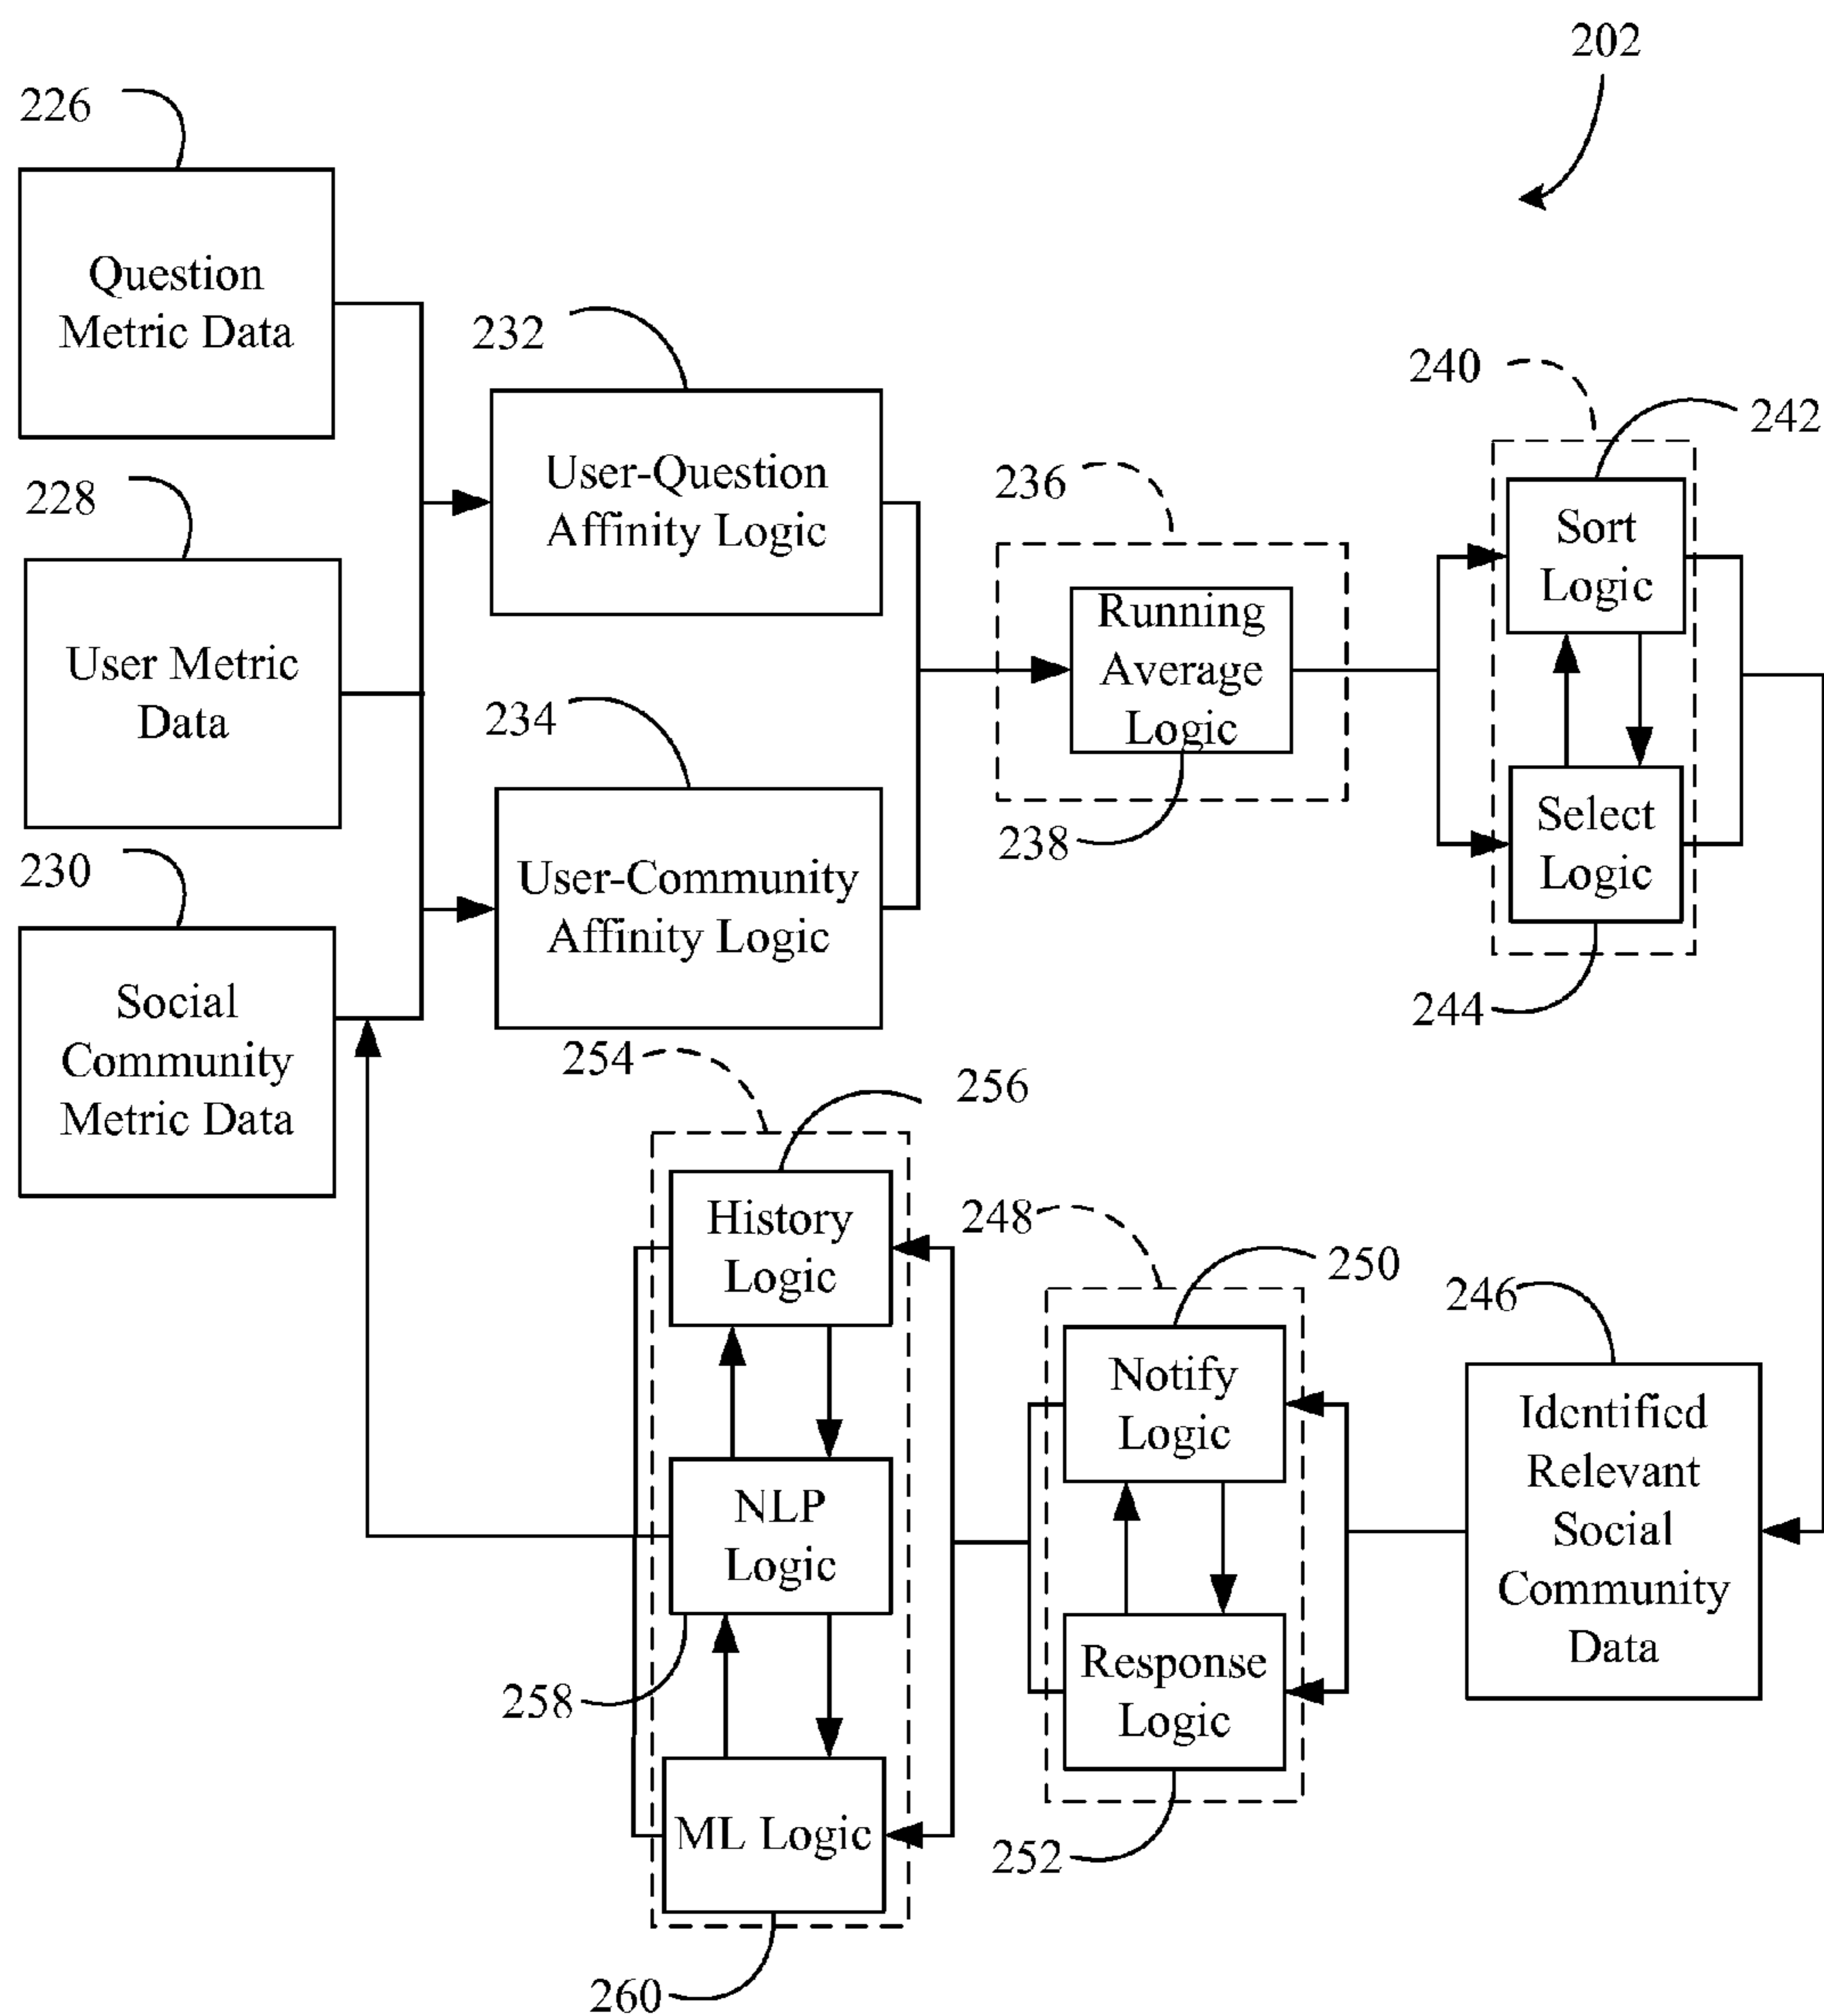 202
226
Question
Metric Data
232
User-Question
Affinity Logic
240
242
Sort
Logic
228
User Metric
Data
236
Running
Average
Logic
238
234
User-Community
Affinity Logic
Select
Logic
244
230
Social
Community
Metric Data
254
256
History
Logic
248
250
Notify
Logic
246
Identified
Relevant
Social
Community
Data
NLP
Logic
258
Response
Logic
252
ML Logic
260